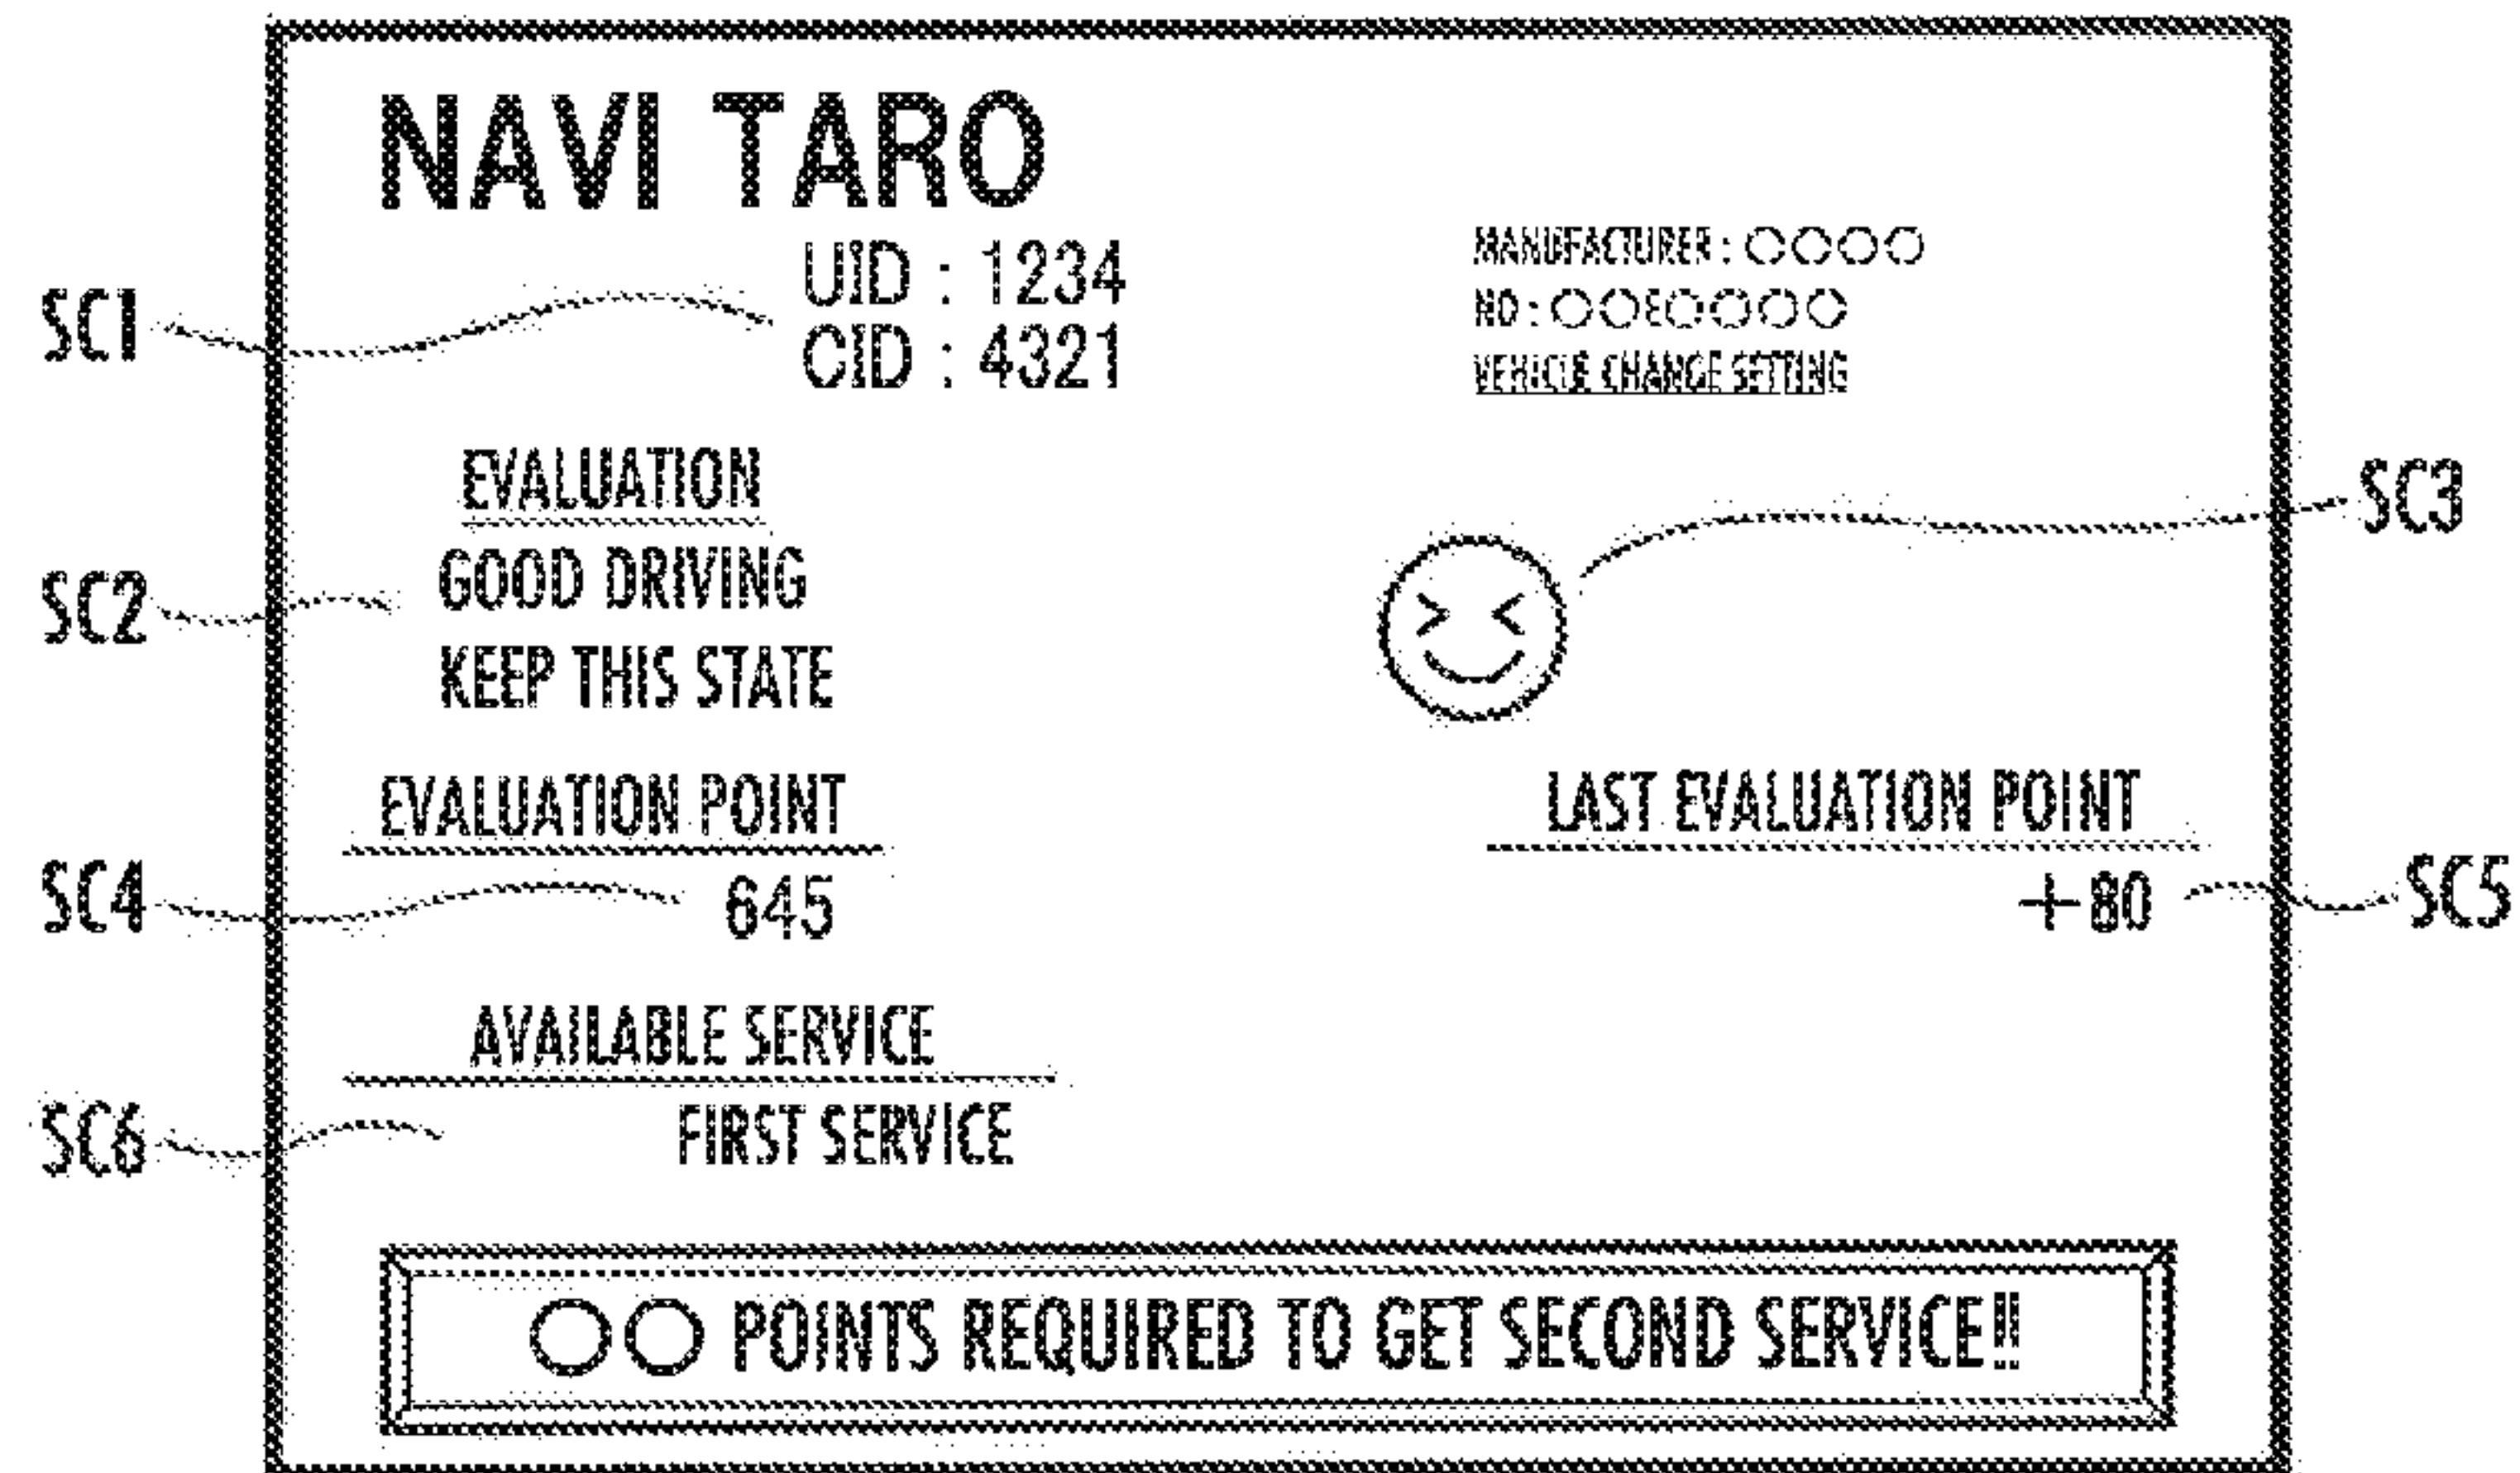 NAVI TARO
UID : 1234
CID : 4321
MANUFACTURER : ○○○○
NO : ○○E○○○○
VEHICLE CHANGE SETTING
SC1
EVALUATION
GOOD DRIVING
KEEP THIS STATE
SC2
SC3
EVALUATION POINT
645
SC4
LAST EVALUATION POINT
+80
SC5
AVAILABLE SERVICE
FIRST SERVICE
SC6
○○ POINTS REQUIRED TO GET SECOND SERVICE!!